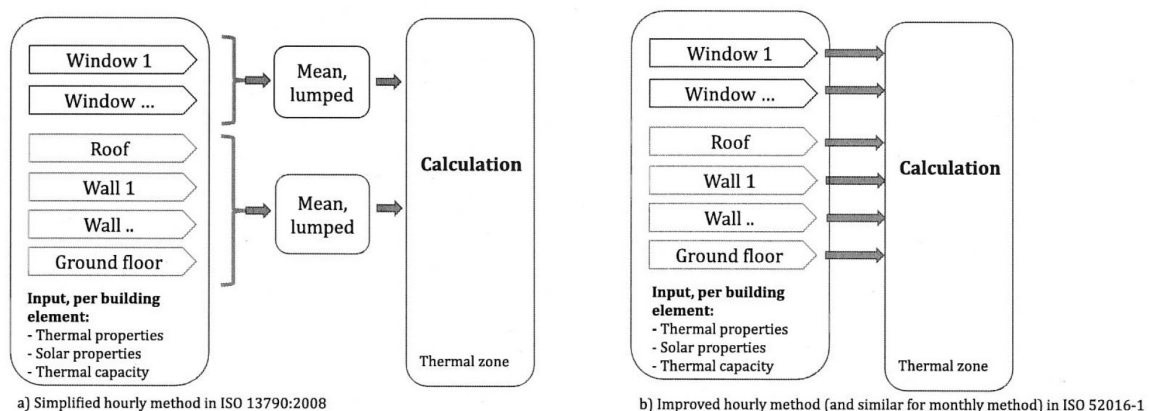 Window 1
Window ...
Roof
Wall 1
Wall ..
Ground floor
Input, per building
element:
- Thermal properties
- Solar properties
- Thermal capacity
Mean,
lumped
Mean,
lumped
Calculation
Thermal zone
a) Simplified hourly method in ISO 13790:2008
Window 1
Window ...
Roof
Wall 1
Wall ..
Ground floor
Input, per building
element:
- Thermal properties
- Solar properties
- Thermal capacity
Calculation
Thermal zone
b) Improved hourly method (and similar for monthly method) in ISO 52016-1